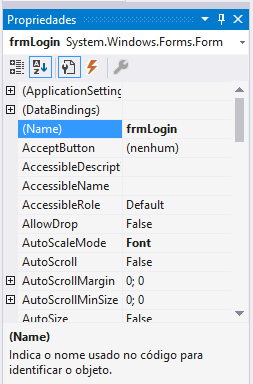 Propriedades
frmLogin System.Windows.Forms.Form
(ApplicationSetting
(DataBindings)
(Name) frmLogin
AcceptButton (nenhum)
AccessibleDescript
AccessibleName
AccessibleRole Default
AllowDrop False
AutoScaleMode Font
AutoScroll False
AutoScrollMargin 0; 0
AutoScrollMinSize 0; 0
AutoSize False
(Name)
Indica o nome usado no código para
identificar o objeto.